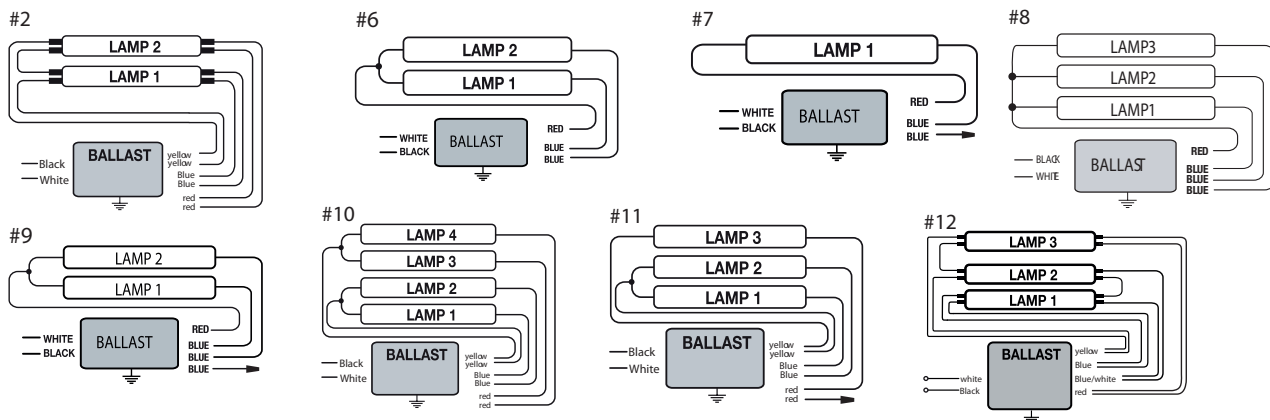 #2
LAMP 2
LAMP 1
BALLAST
Black
White
yellow
yellow
Blue
Blue
red
red
#6
LAMP 2
LAMP 1
BALLAST
WHITE
BLACK
RED
BLUE
BLUE
#7
LAMP 1
BALLAST
WHITE
BLACK
RED
BLUE
BLUE
#8
LAMP3
LAMP2
LAMP1
BALLAST
BLACK
WHITE
RED
BLUE
BLUE
BLUE
#9
LAMP 2
LAMP 1
BALLAST
WHITE
BLACK
RED
BLUE
BLUE
BLUE
#10
LAMP 4
LAMP 3
LAMP 2
LAMP 1
BALLAST
Black
White
yellow
yellow
Blue
Blue
red
red
#11
LAMP 3
LAMP 2
LAMP 1
BALLAST
Black
White
yellow
yellow
Blue
Blue
red
red
#12
LAMP 3
LAMP 2
LAMP 1
BALLAST
white
Black
yellow
Blue
Blue/white
red